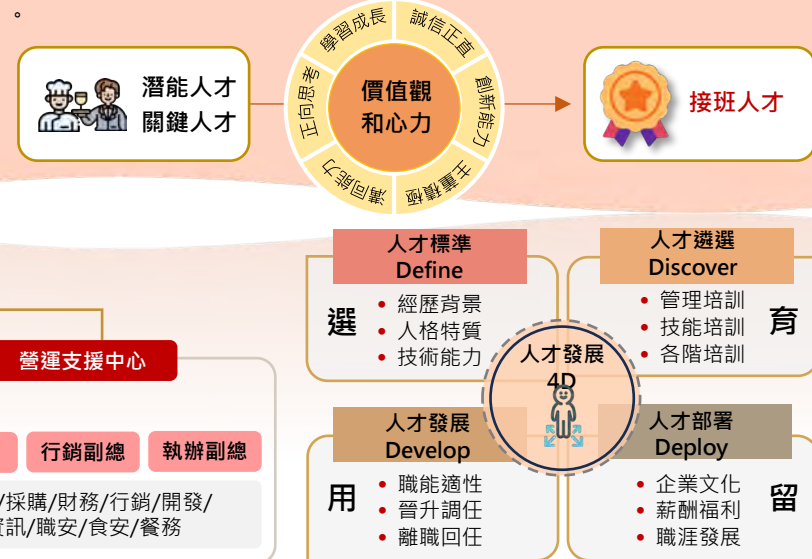 。
潛能人才
關鍵人才
學習成長
誠信正直
創新能力
主動積極
溝同能力
正向思考
價值觀
和心力
接班人才
人才標準
Define
選
• 經歷背景
• 人格特質
• 技術能力
人才遴選
Discover
• 管理培訓
• 技能培訓
• 各階培訓
育
人才發展
4D
人才發展
Develop
用
• 職能適性
• 晉升調任
• 離職回任
人才部署
Deploy
• 企業文化
• 薪酬福利
• 職涯發展
留
營運支援中心
行銷副總
執辦副總
/採購/財務/行銷/開發/
資訊/職安/食安/餐務